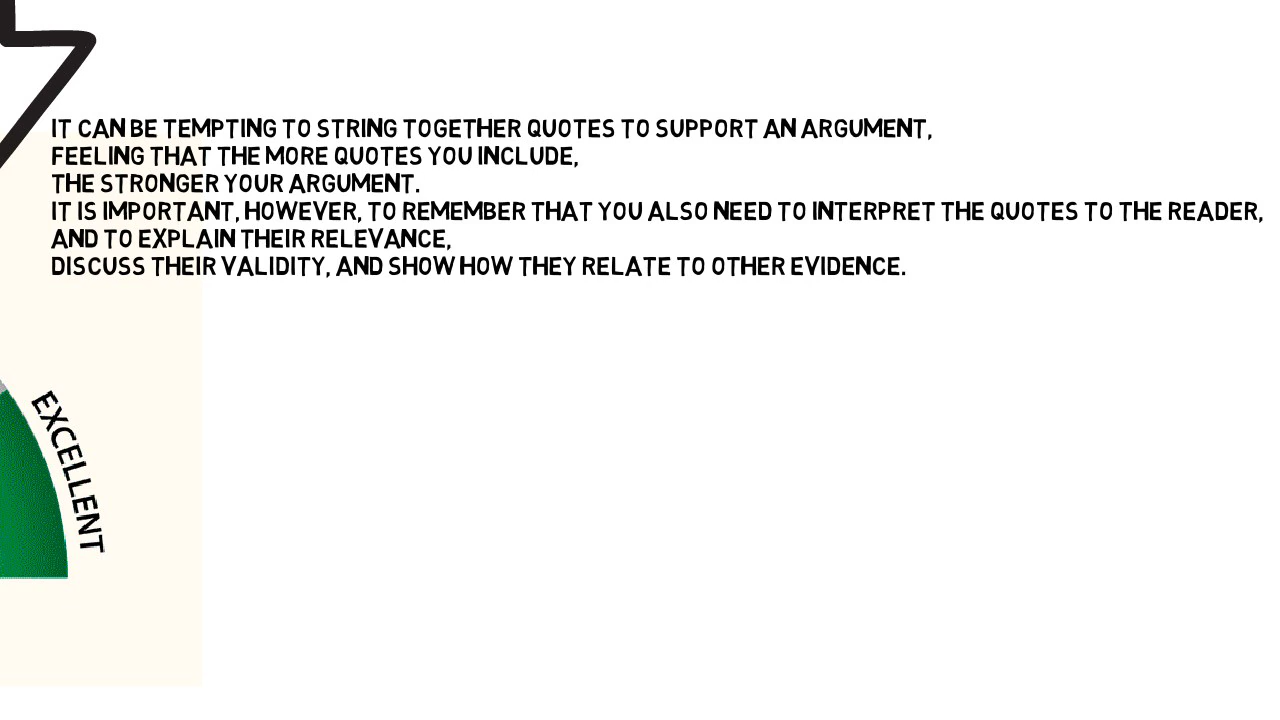 IT CAN BE TEMPTING TO STRING TOGETHER QUOTES TO SUPPORT AN ARGUMENT,
FEELING THAT THE MORE QUOTES YOU INCLUDE,
THE STRONGER YOUR ARGUMENT.
IT IS IMPORTANT, HOWEVER, TO REMEMBER THAT YOU ALSO NEED TO INTERPRET THE QUOTES TO THE READER,
AND TO EXPLAIN THEIR RELEVANCE,
DISCUSS THEIR VALIDITY, AND SHOW HOW THEY RELATE TO OTHER EVIDENCE.
EXCELLENT